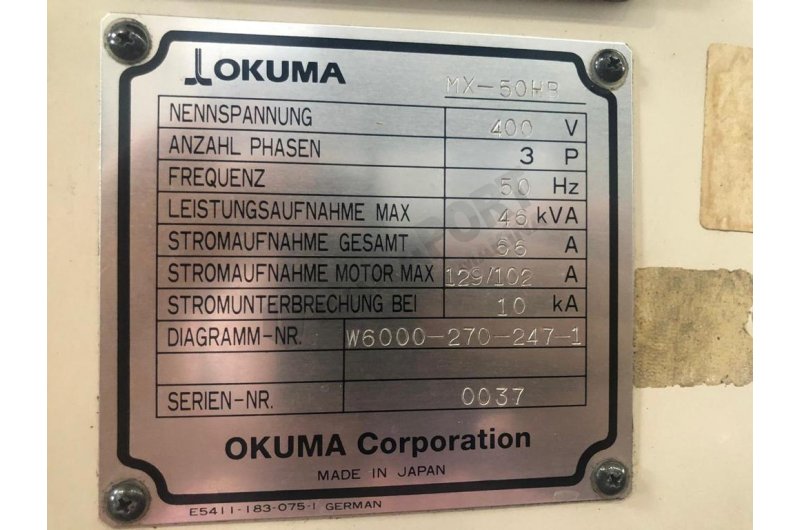 OKUMA MX-50HB
NENNSPANNUNG 400 V
ANZAHL PHASEN 3 P
FREQUENZ 50 Hz
LEISTUNGSAUFNAHME MAX 46 kVA
STROMAUFNAHME GESAMT 66 A
STROMAUFNAHME MOTOR MAX 129/102 A
STROMUNTERBRECHUNG BEI 10 kA
DIAGRAMM-NR. W6000-270-247-1
SERIEN-NR. 0037
OKUMA Corporation
MADE IN JAPAN
E5411-183-075-1 GERMAN